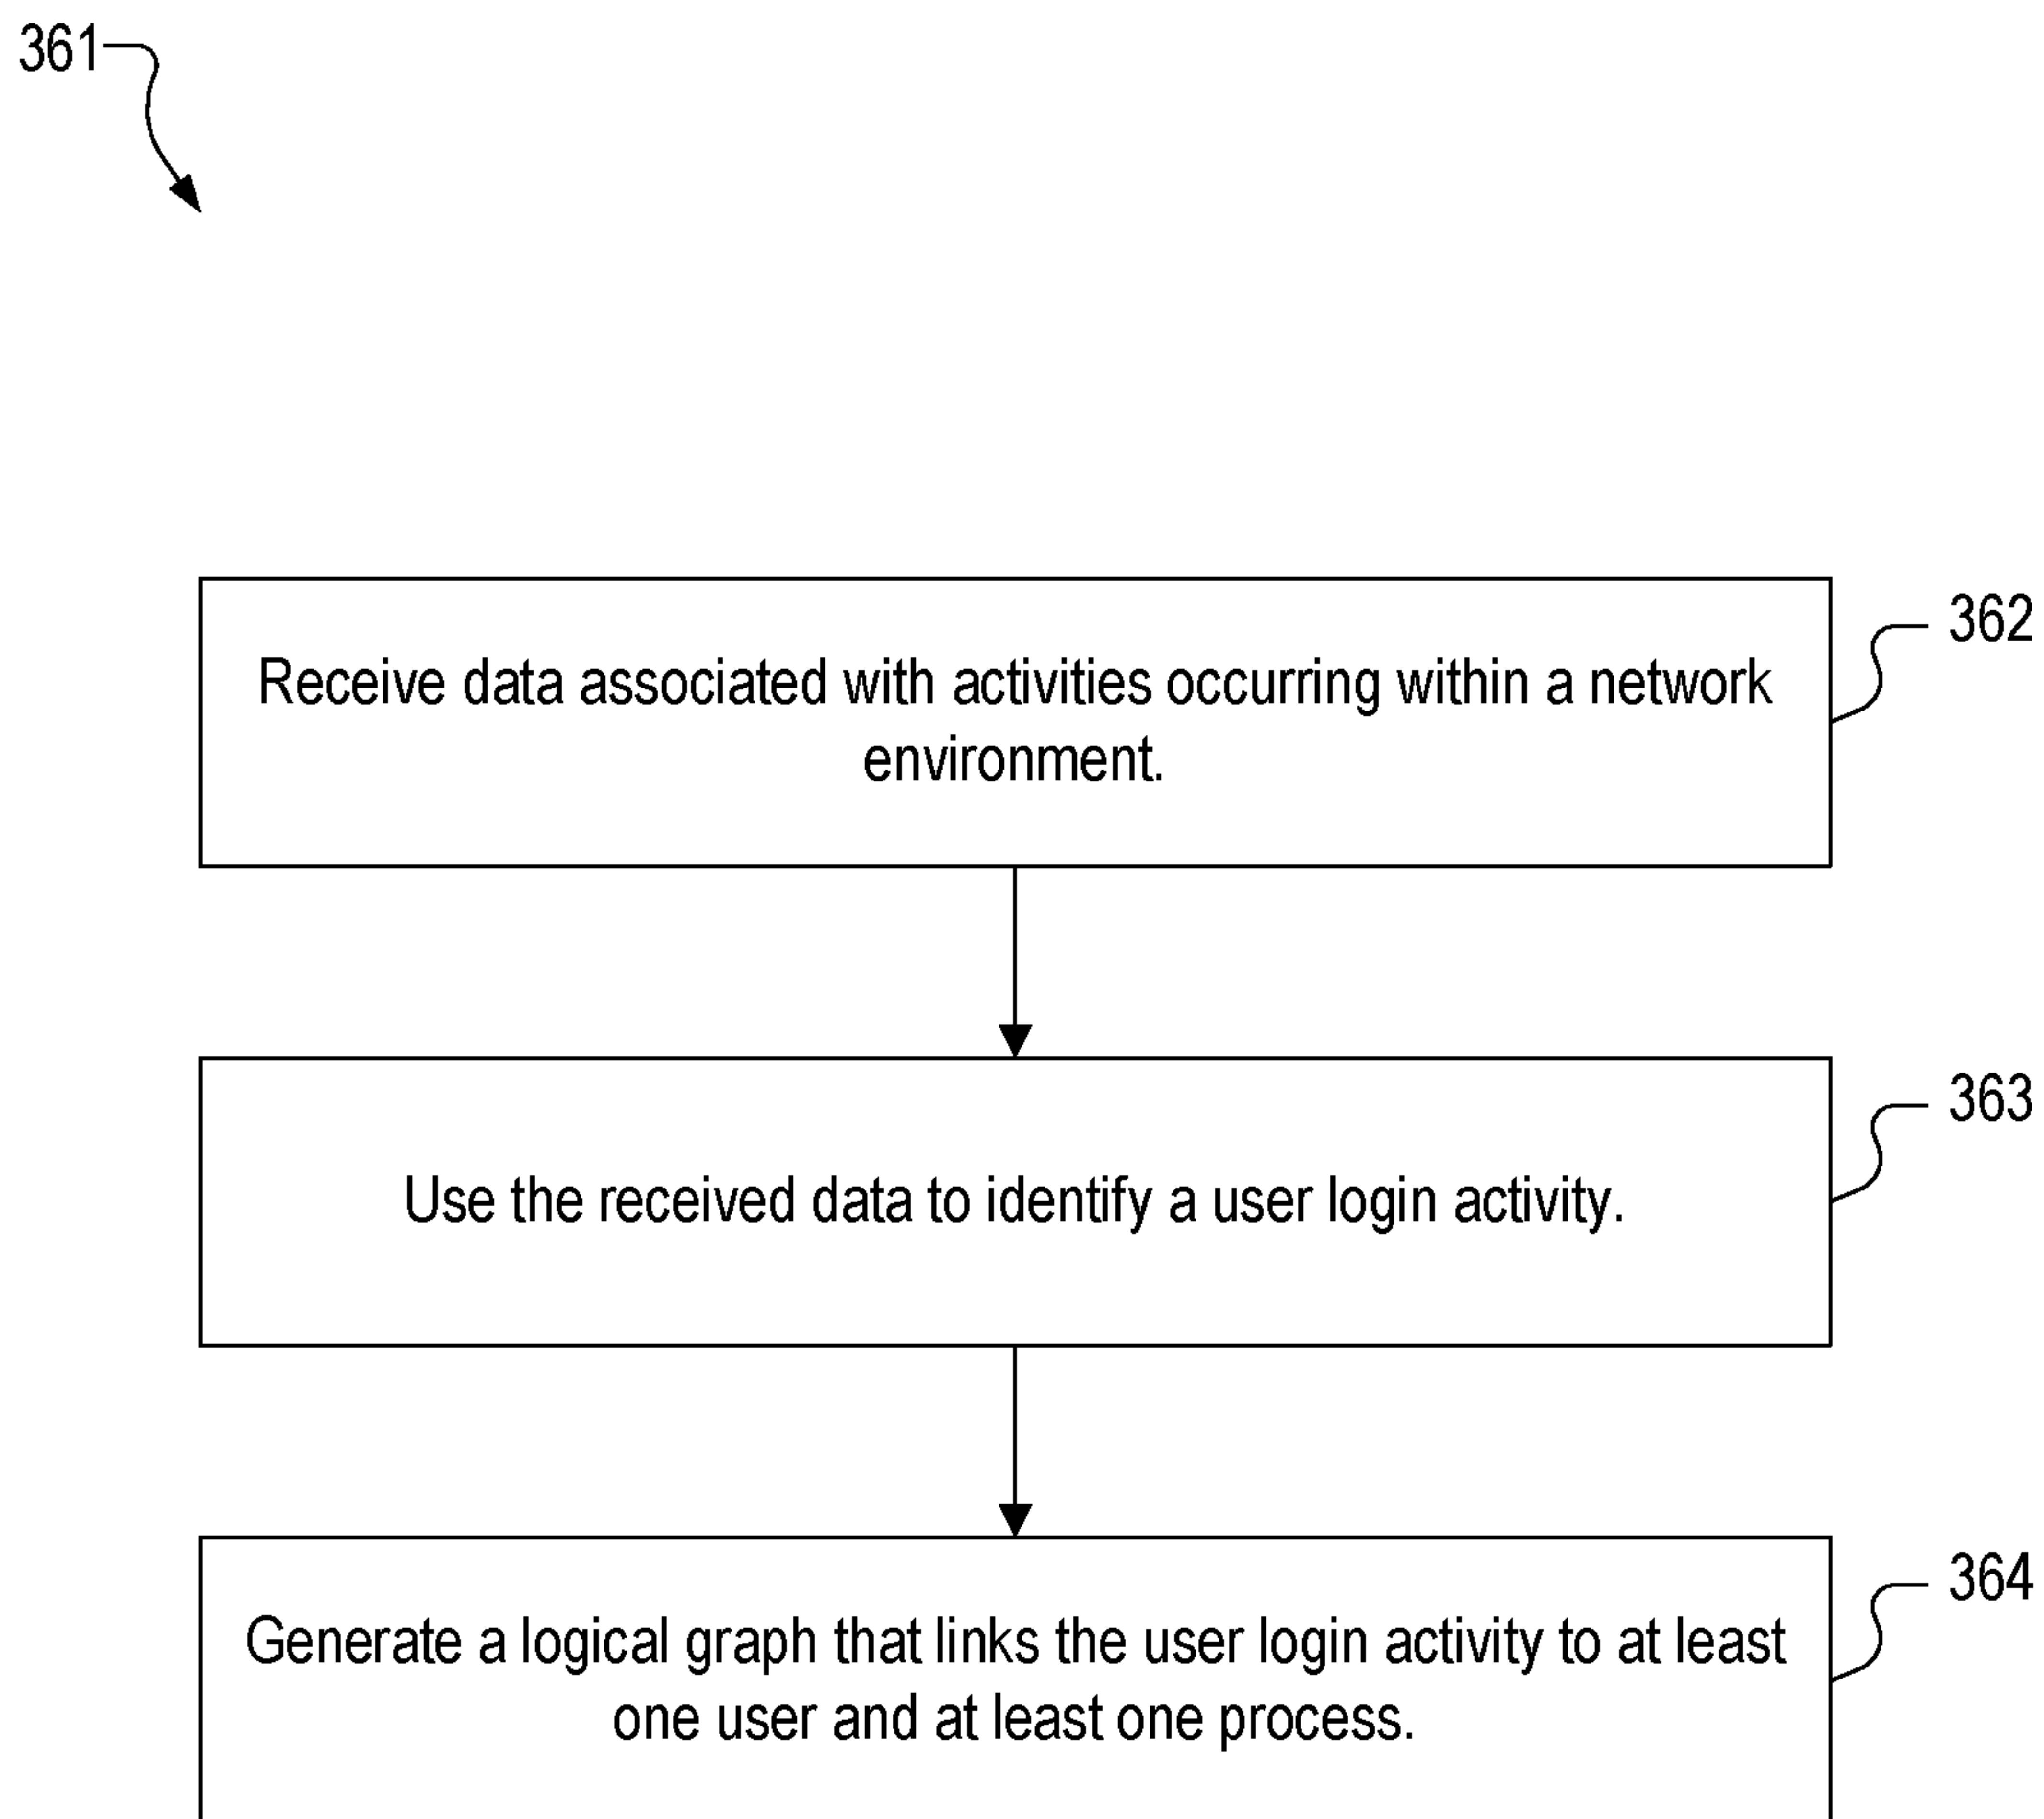 361
362
Receive data associated with activities occurring within a network
environment.
363
Use the received data to identify a user login activity.
364
Generate a logical graph that links the user login activity to at least
one user and at least one process.